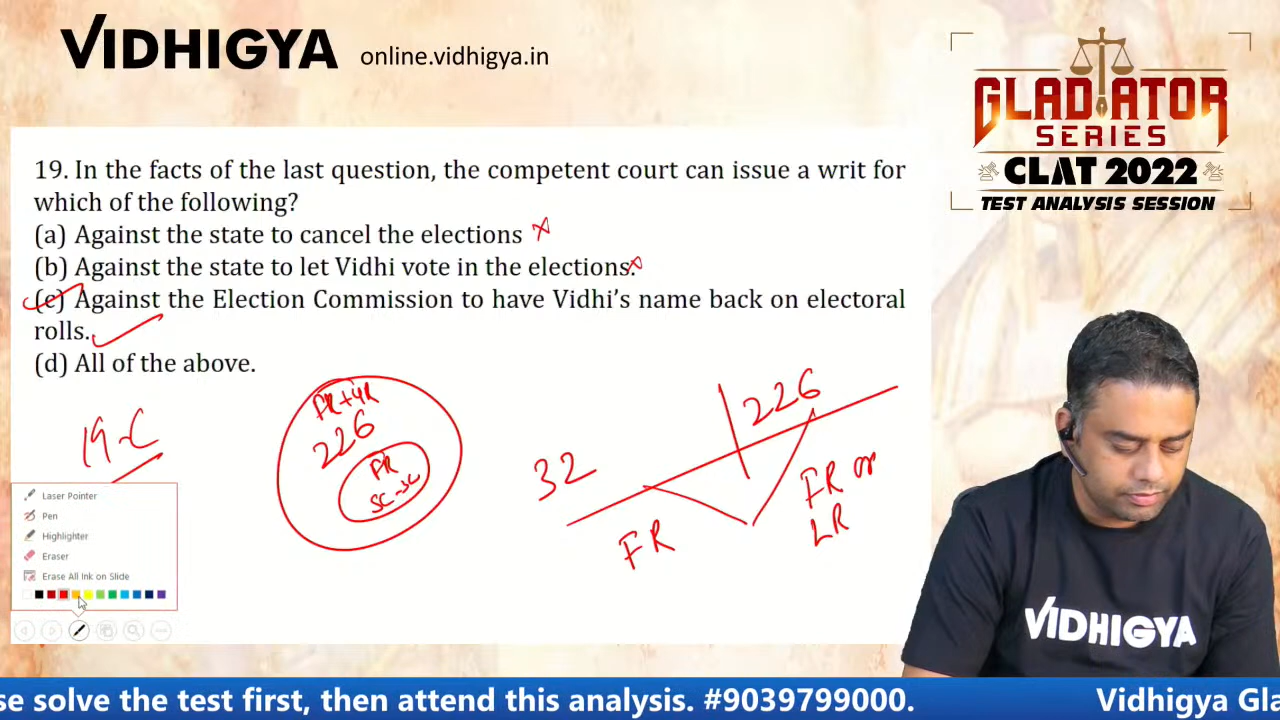 VIDHIGYA online.vidhigya.in
GLADIATOR
SERIES
CLAT 2022
TEST ANALYSIS SESSION
19. In the facts of the last question, the competent court can issue a writ for
which of the following?
(a) Against the state to cancel the elections
(b) Against the state to let Vidhi vote in the elections.
(c) Against the Election Commission to have Vidhi's name back on electoral
rolls.
(d) All of the above.
19-C
FR+LR
226
FR
32
226
FR
FR or
LR
Laser Pointer
Pen
Highlighter
Eraser
Erase All Ink on Slide
VIDHIGYA
se solve the test first, then attend this analysis. #9039799000. Vidhigya Gla